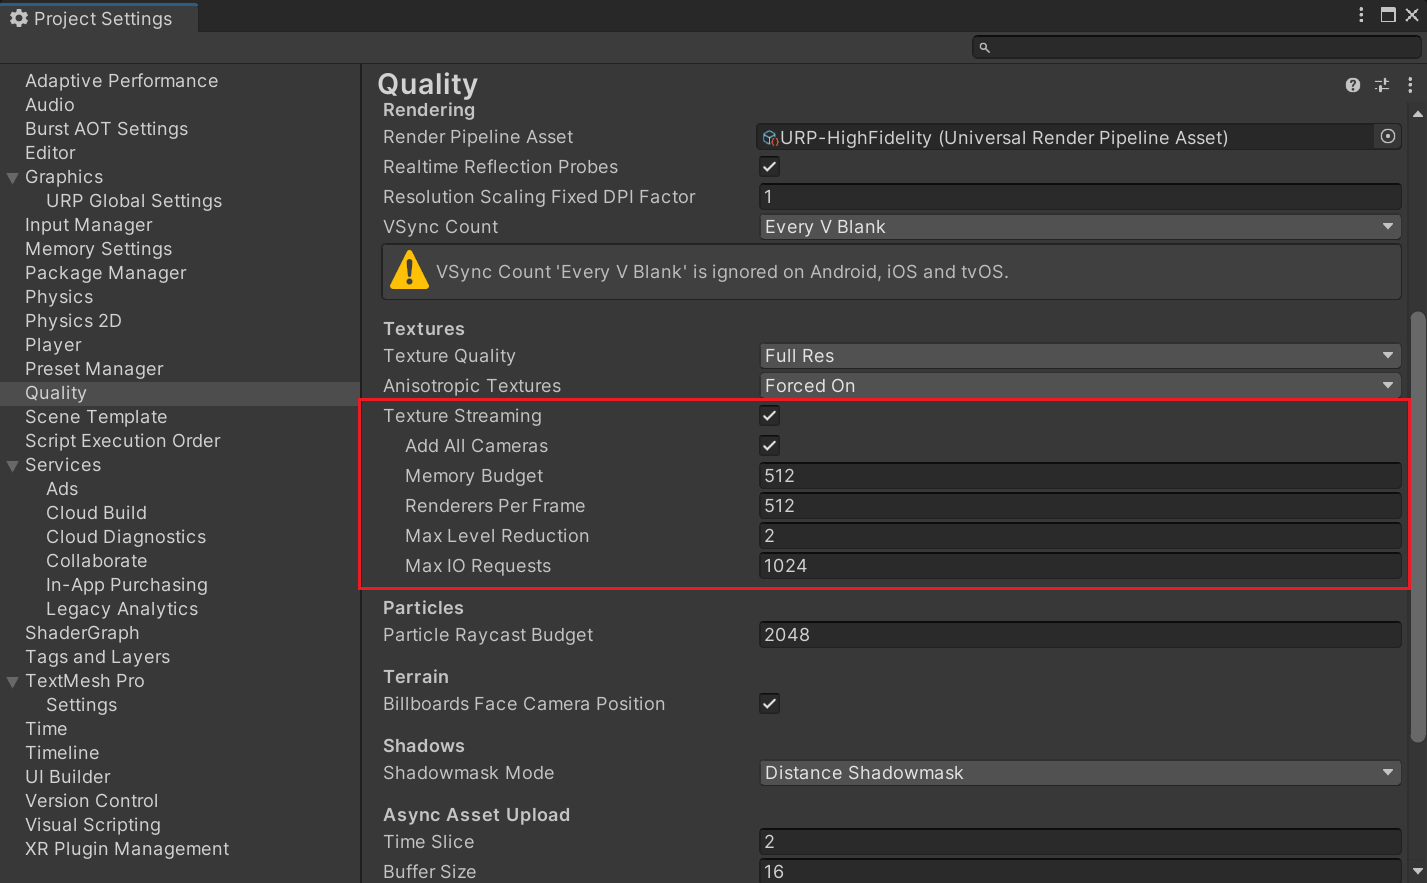 Project Settings
Adaptive Performance
Audio
Burst AOT Settings
Editor
Graphics
URP Global Settings
Input Manager
Memory Settings
Package Manager
Physics
Physics 2D
Player
Preset Manager
Quality
Scene Template
Script Execution Order
Services
Ads
Cloud Build
Cloud Diagnostics
Collaborate
In-App Purchasing
Legacy Analytics
ShaderGraph
Tags and Layers
TextMesh Pro
Settings
Time
Timeline
UI Builder
Version Control
Visual Scripting
XR Plugin Management
Quality
Rendering
Render Pipeline Asset URP-HighFidelity (Universal Render Pipeline Asset)
Realtime Reflection Probes
Resolution Scaling Fixed DPI Factor 1
VSync Count Every V Blank
VSync Count 'Every V Blank' is ignored on Android, iOS and tvOS.
Textures
Texture Quality Full Res
Anisotropic Textures Forced On
Texture Streaming
Add All Cameras
Memory Budget 512
Renderers Per Frame 512
Max Level Reduction 2
Max IO Requests 1024
Particles
Particle Raycast Budget 2048
Terrain
Billboards Face Camera Position
Shadows
Shadowmask Mode Distance Shadowmask
Async Asset Upload
Time Slice 2
Buffer Size 16